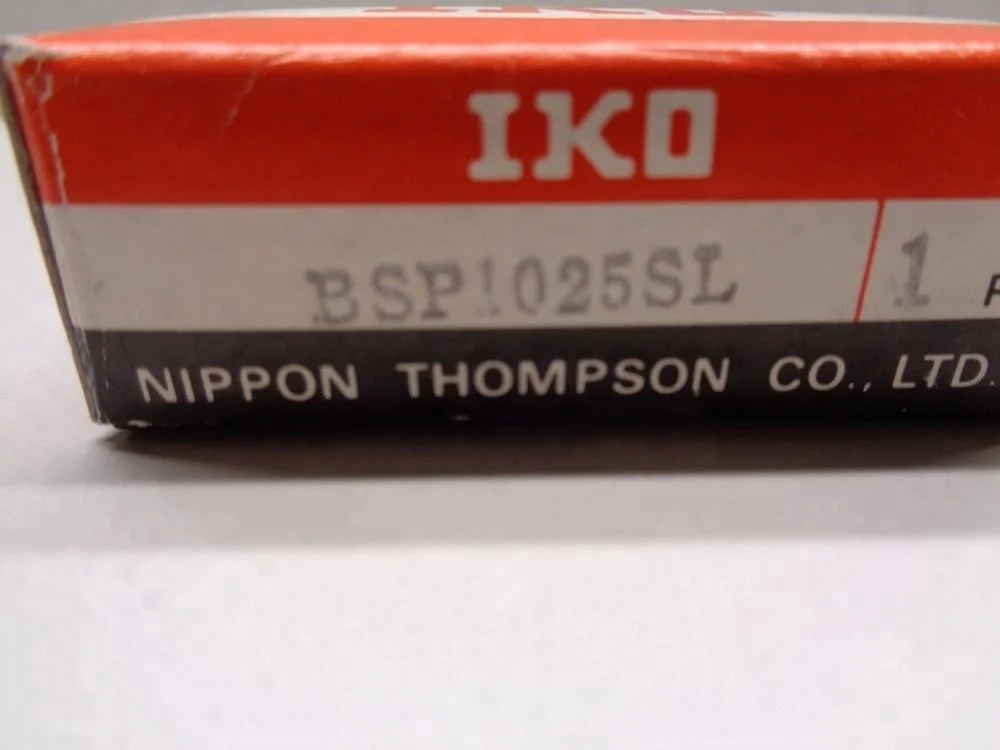 IKO
BSP1025SL 1
NIPPON THOMPSON CO., LTD.